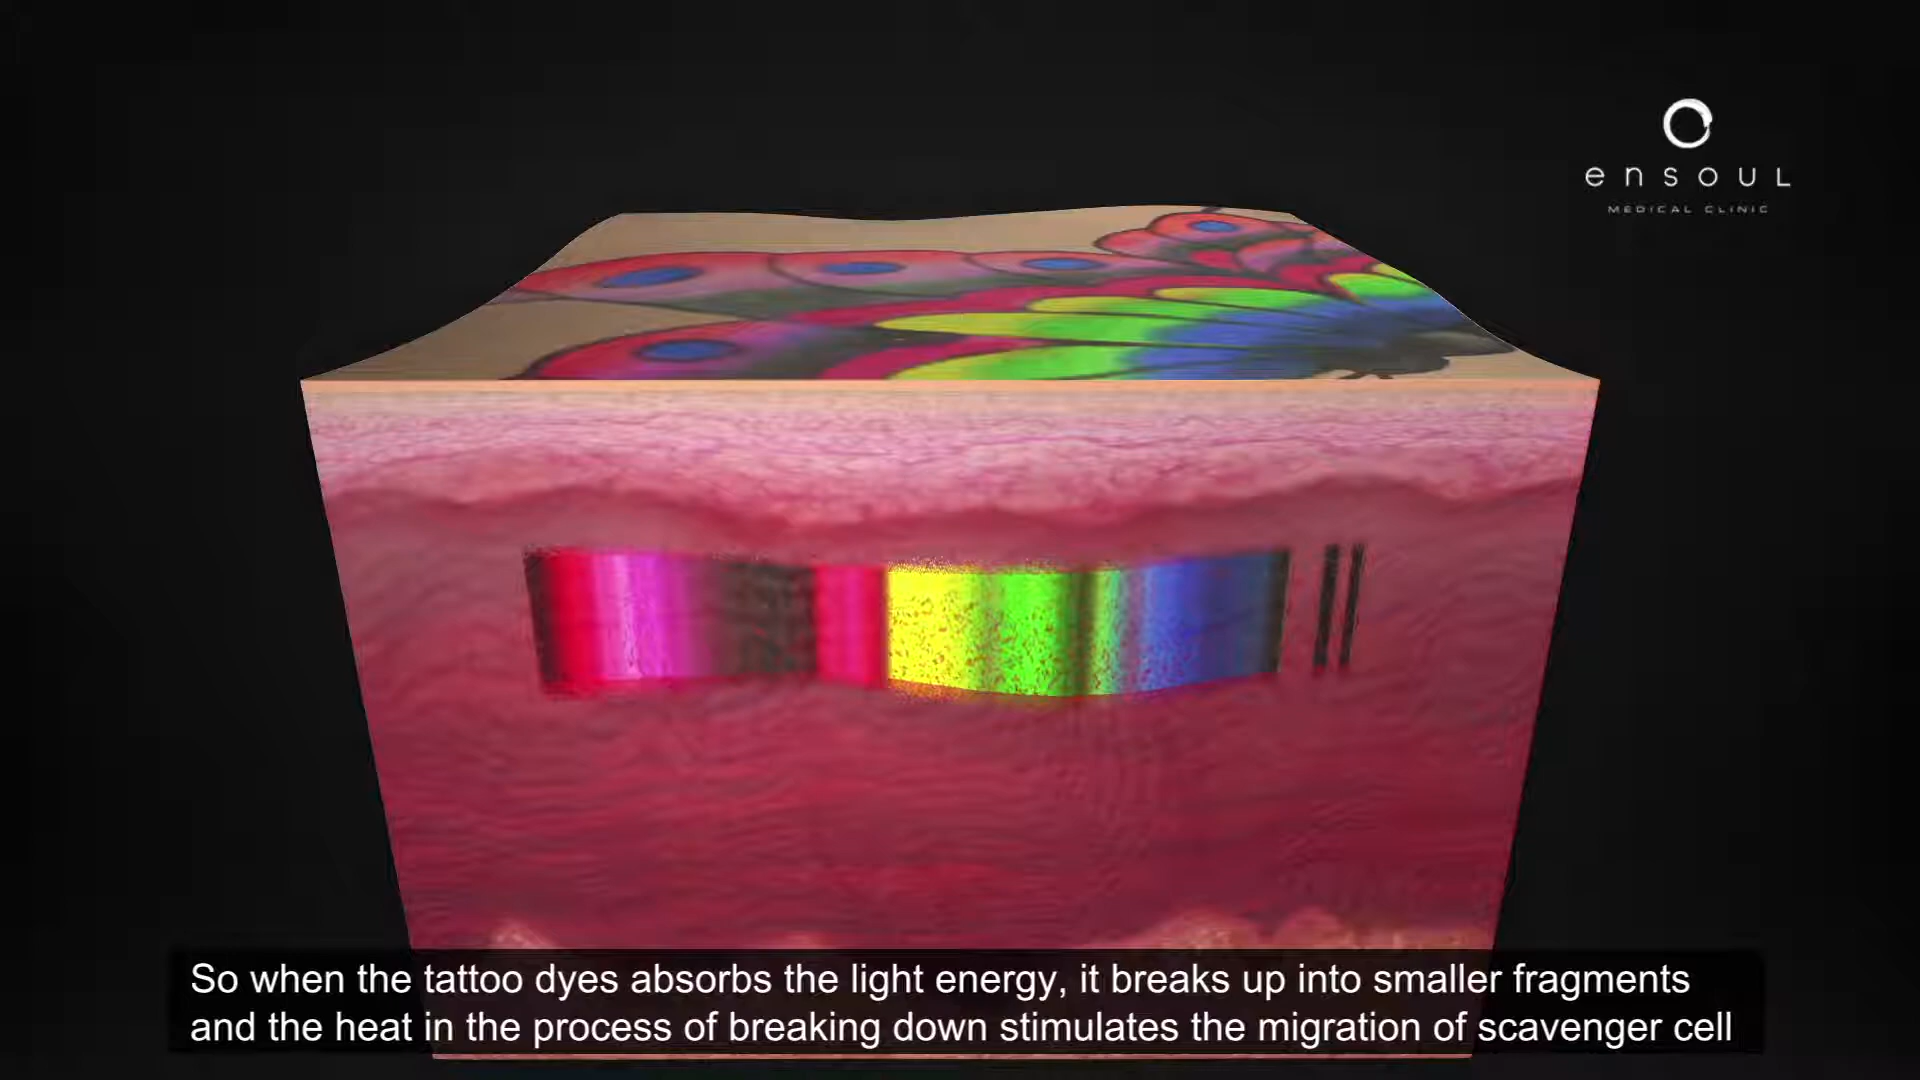 ensoul
MEDICAL CLINIC
So when the tattoo dyes absorbs the light energy, it breaks up into smaller fragments
and the heat in the process of breaking down stimulates the migration of scavenger cell